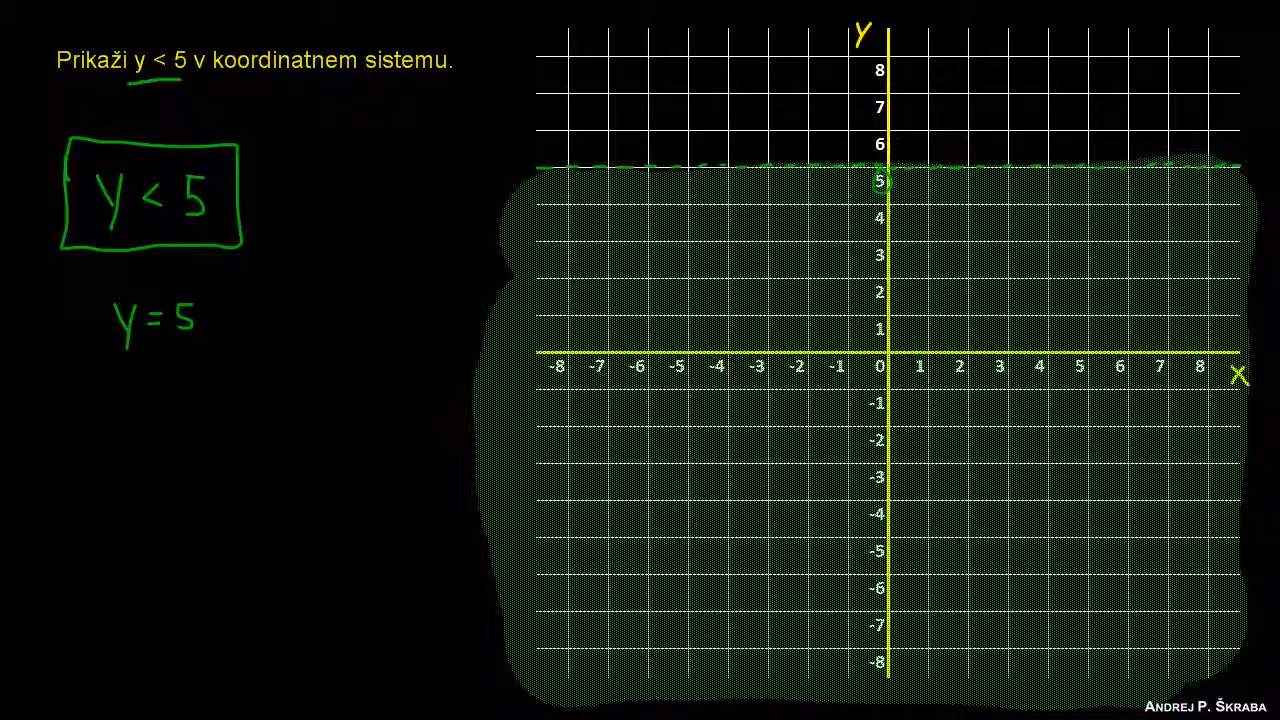 Prikaži y < 5 v koordinatnem sistemu.
y < 5
y = 5
Y
8
7
6
5
4
3
2
1
-8 -7 -6 -5 -4 -3 -2 -1 0 1 2 3 4 5 6 7 8
X
-1
-2
-3
-4
-5
-6
-7
-8
ANDREJ P. ŠKRABA